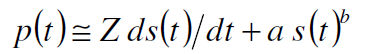 p(t) ≅ Z ds(t)/dt + a s(t)ᵇ